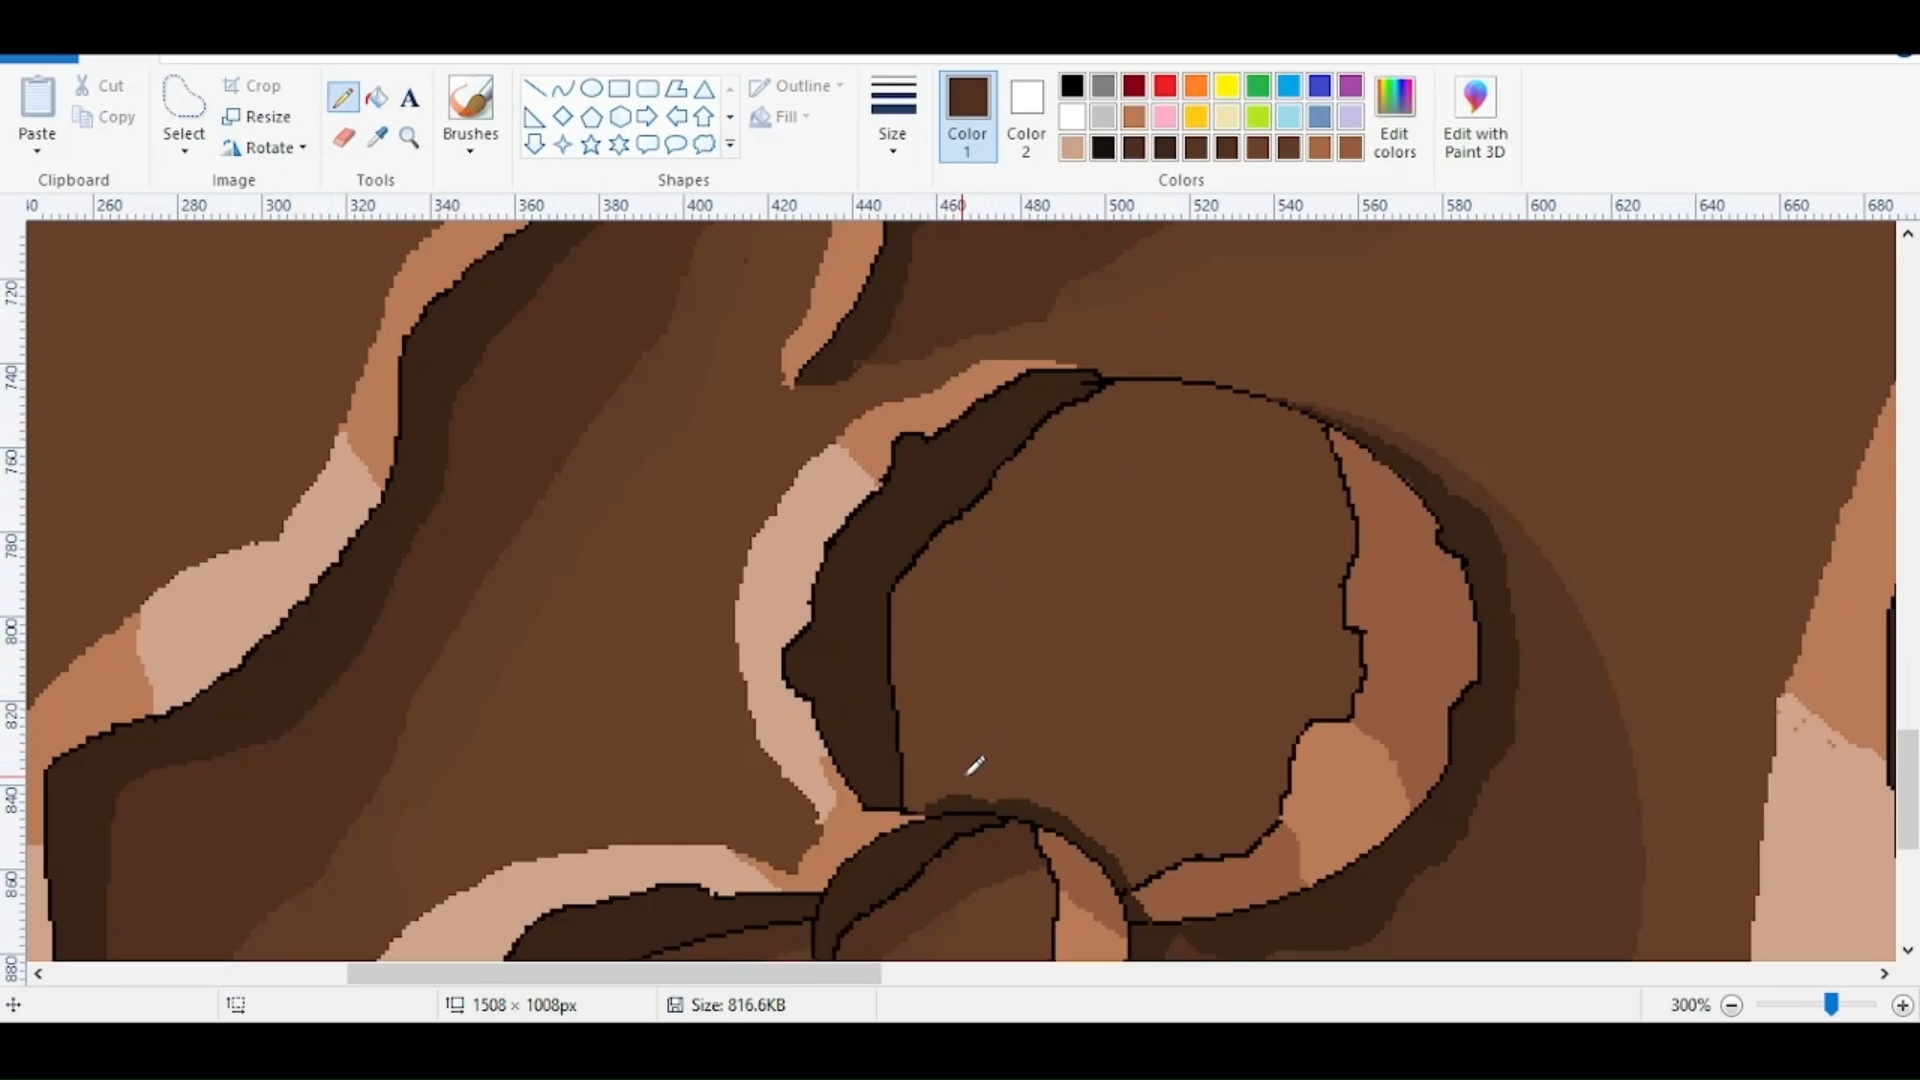 Paste
Cut
Copy
Clipboard
Select
Crop
Resize
Rotate
Image
A
Tools
Brushes
Shapes
Outline
Fill
Size
Color
1
Color
2
Colors
Edit
colors
Edit with
Paint 3D
260 280 300 320 340 360 380 400 420 440 460 480 500 520 540 560 580 600 620 640 660 680
720
740
760
780
800
820
840
860
880
1508 × 1008px
Size: 816.6KB
300%